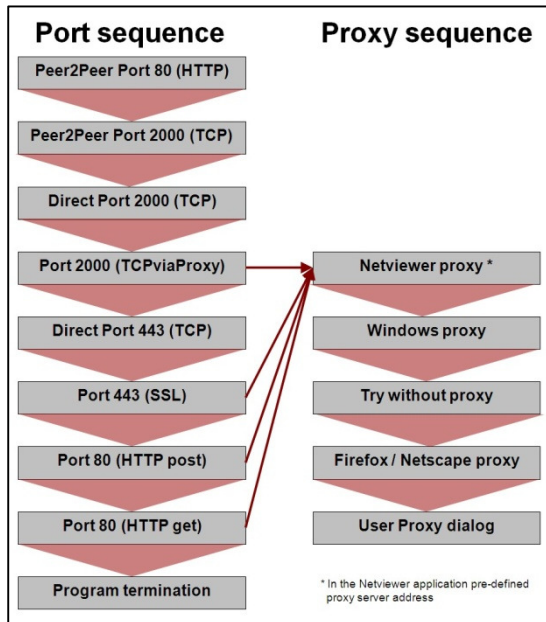 Port sequence
Peer2Peer Port 80 (HTTP)
Peer2Peer Port 2000 (TCP)
Direct Port 2000 (TCP)
Port 2000 (TCPviaProxy)
Direct Port 443 (TCP)
Port 443 (SSL)
Port 80 (HTTP post)
Port 80 (HTTP get)
Program termination
Proxy sequence
Netviewer proxy *
Windows proxy
Try without proxy
Firefox / Netscape proxy
User Proxy dialog
* In the Netviewer application pre-defined
proxy server address